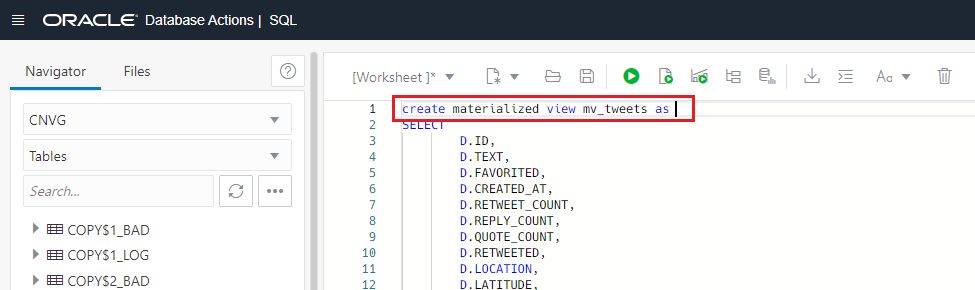 ORACLE Database Actions | SQL
Navigator Files
CNVG
Tables
Search...
COPY$1_BAD
COPY$1_LOG
COPY$2_BAD
[Worksheet ]*
Aa
1 create materialized view mv_tweets as
2 SELECT
3 D.ID,
4 D.TEXT,
5 D.FAVORITED,
6 D.CREATED_AT,
7 D.RETWEET_COUNT,
8 D.REPLY_COUNT,
9 D.QUOTE_COUNT,
10 D.RETWEETED,
11 D.LOCATION,
12 D.LATITUDE,